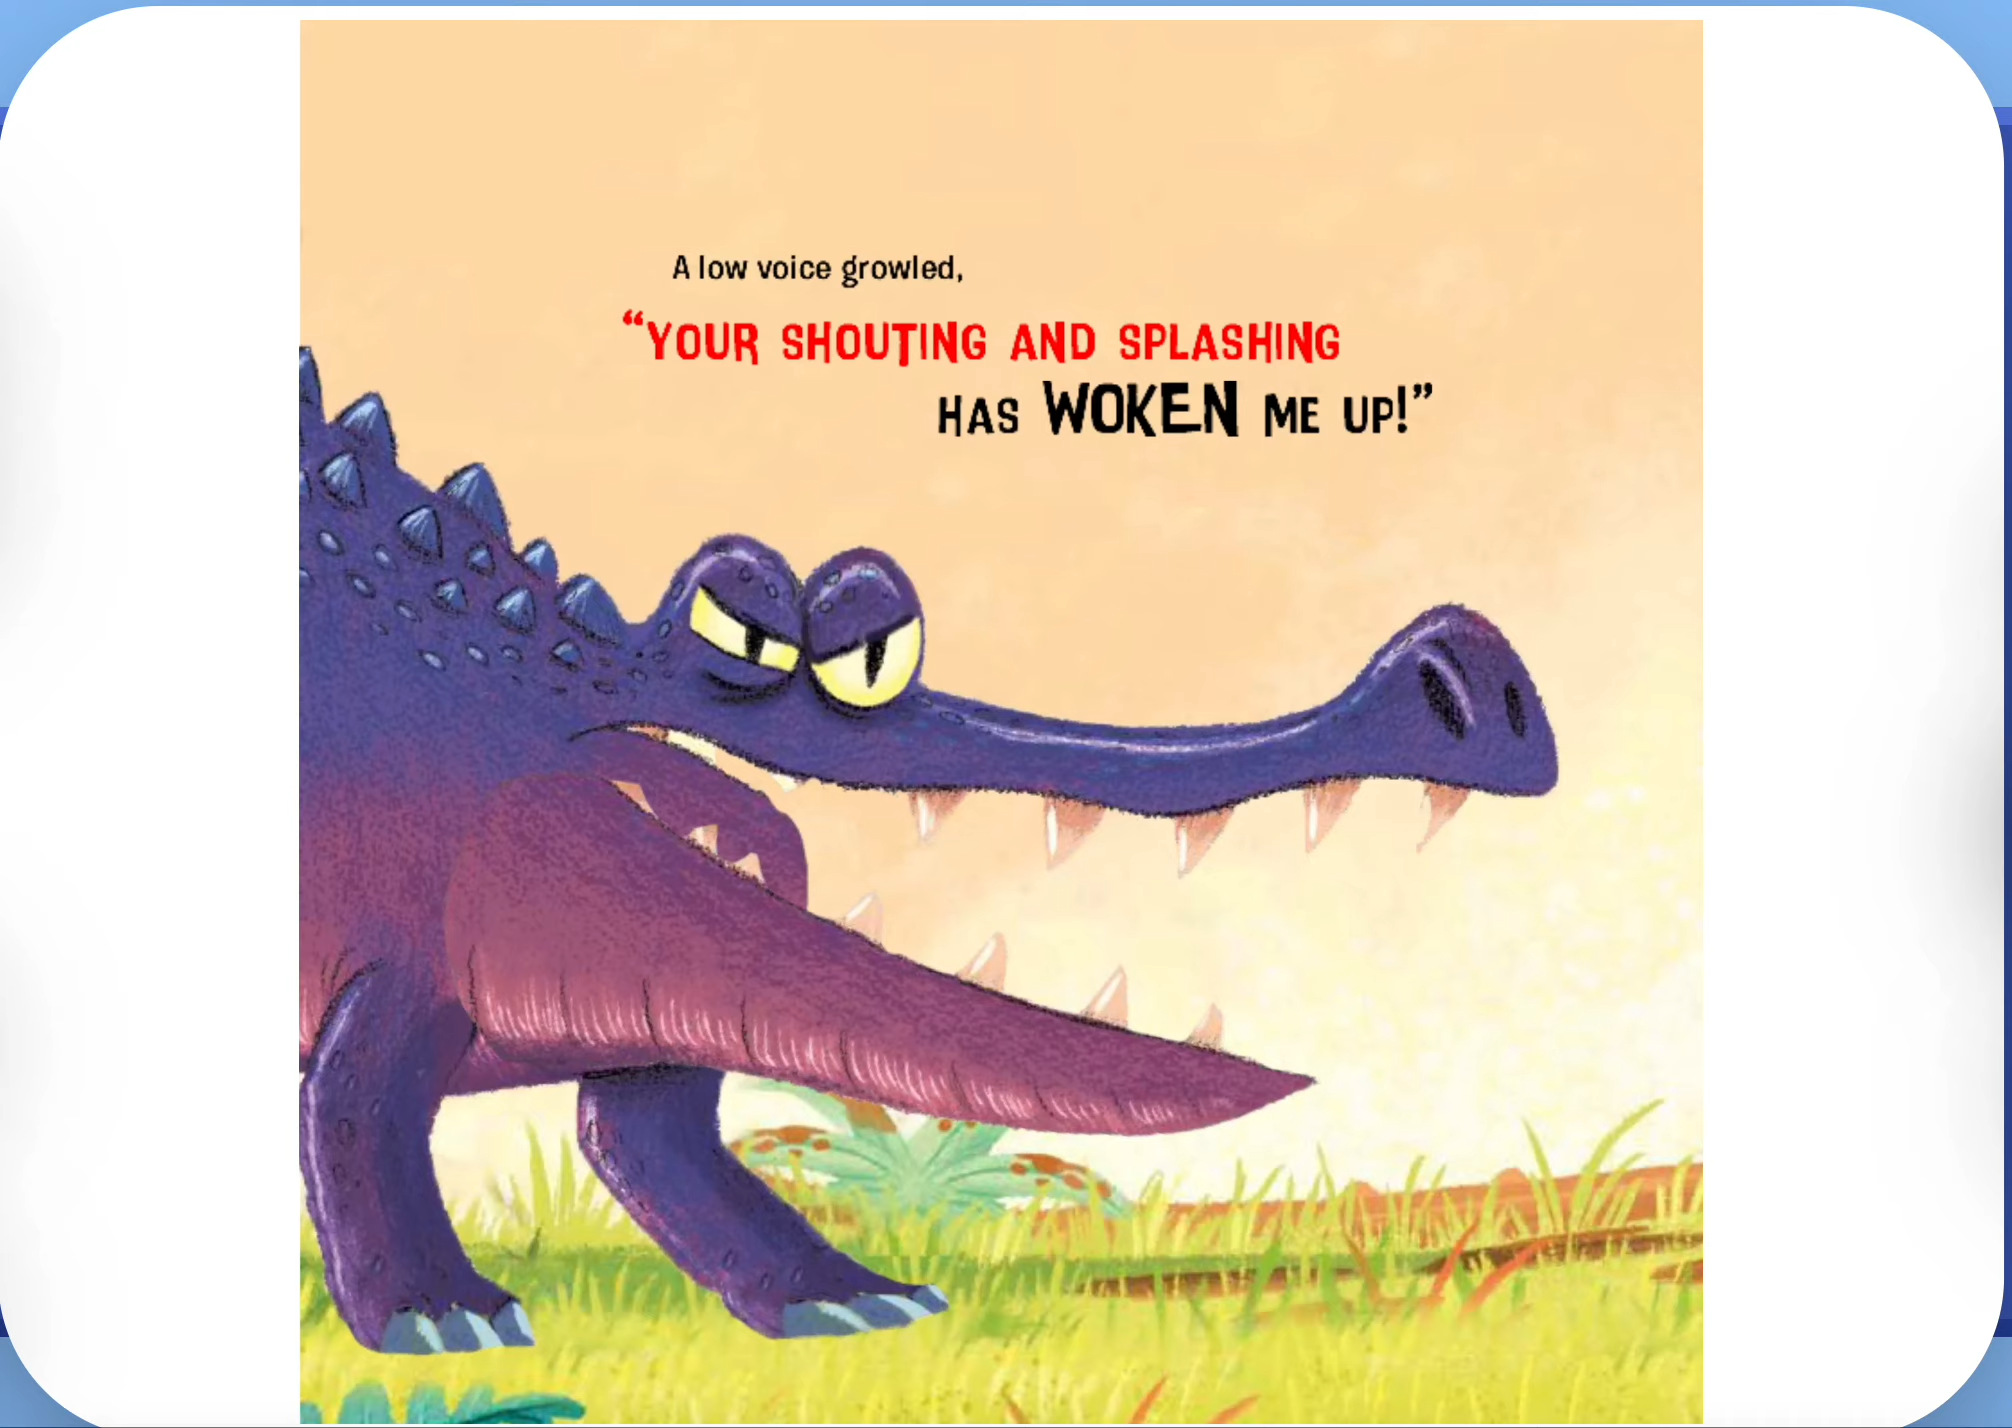 A low voice growled,
“YOUR SHOUTING AND SPLASHING
HAS WOKEN ME UP!”